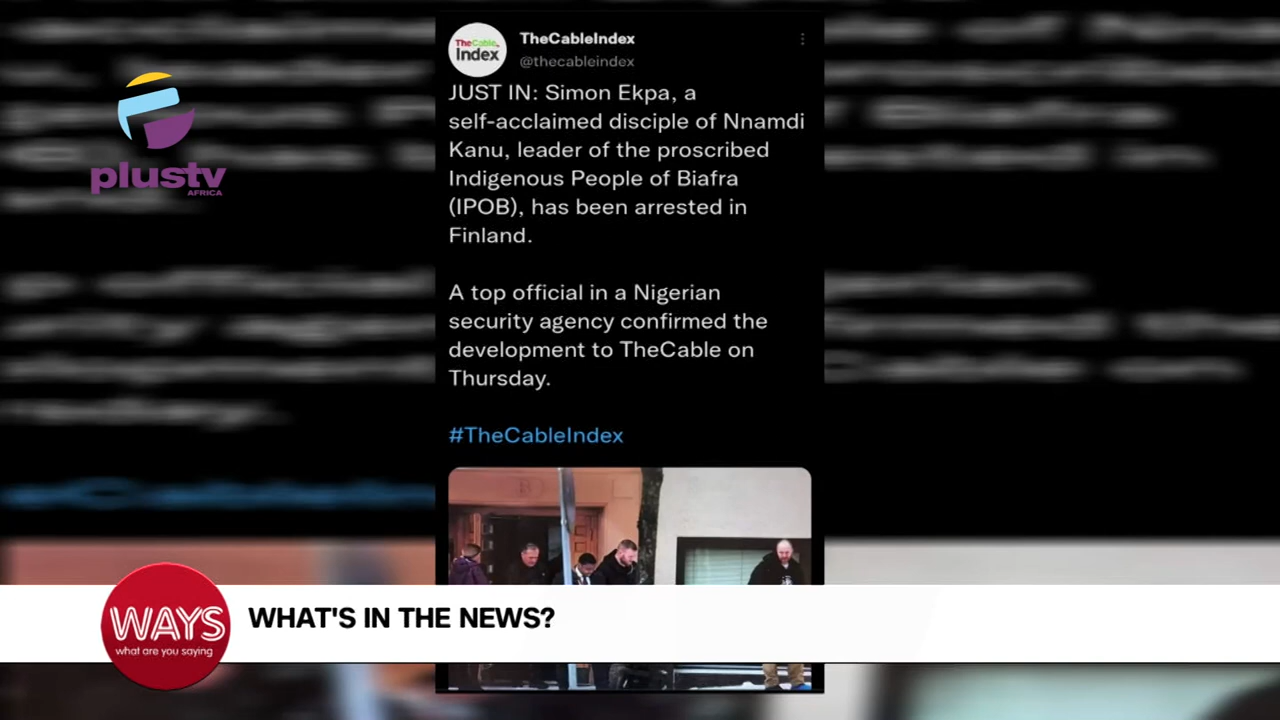 TheCable
Index
TheCableIndex
@thecableindex
JUST IN: Simon Ekpa, a
self-acclaimed disciple of Nnamdi
Kanu, leader of the proscribed
Indigenous People of Biafra
(IPOB), has been arrested in
Finland.
A top official in a Nigerian
security agency confirmed the
development to TheCable on
Thursday.
#TheCableIndex
plustv
AFRICA
WAYS
what are you saying
WHAT'S IN THE NEWS?